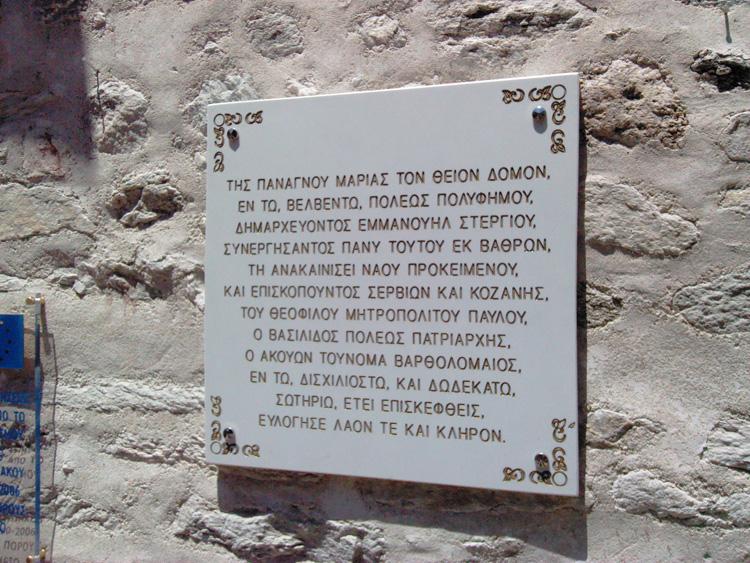 ΤΗΣ ΠΑΝΑΓΝΟΥ ΜΑΡΙΑΣ ΤΟΝ ΘΕΙΟΝ ΔΟΜΟΝ,
ΕΝ ΤΩ, ΒΕΛΒΕΝΤΩ, ΠΟΛΕΩΣ ΠΟΛΥΦΗΜΟΥ,
ΔΗΜΑΡΧΕΥΟΝΤΟΣ ΕΜΜΑΝΟΥΗΛ ΣΤΕΡΓΙΟΥ,
ΣΥΝΕΡΓΗΣΑΝΤΟΣ ΠΑΝΥ ΤΟΥΤΟΥ ΕΚ ΒΑΘΡΩΝ,
ΤΗ ΑΝΑΚΑΙΝΙΣΕΙ ΝΑΟΥ ΠΡΟΚΕΙΜΕΝΟΥ,
ΚΑΙ ΕΠΙΣΚΟΠΟΥΝΤΟΣ ΣΕΡΒΙΩΝ ΚΑΙ ΚΟΖΑΝΗΣ,
ΤΟΥ ΘΕΟΦΙΛΟΥ ΜΗΤΡΟΠΟΛΙΤΟΥ ΠΑΥΛΟΥ,
Ο ΒΑΣΙΛΙΔΟΣ ΠΟΛΕΩΣ ΠΑΤΡΙΑΡΧΗΣ,
Ο ΑΚΟΥΩΝ ΤΟΥΝΟΜΑ ΒΑΡΘΟΛΟΜΑΙΟΣ,
ΕΝ ΤΩ, ΔΙΣΧΙΛΙΟΣΤΩ, ΚΑΙ ΔΩΔΕΚΑΤΩ,
ΣΩΤΗΡΙΩ, ΕΤΕΙ ΕΠΙΣΚΕΦΘΕΙΣ,
ΕΥΛΟΓΗΣΕ ΛΑΟΝ ΤΕ ΚΑΙ ΚΛΗΡΟΝ.